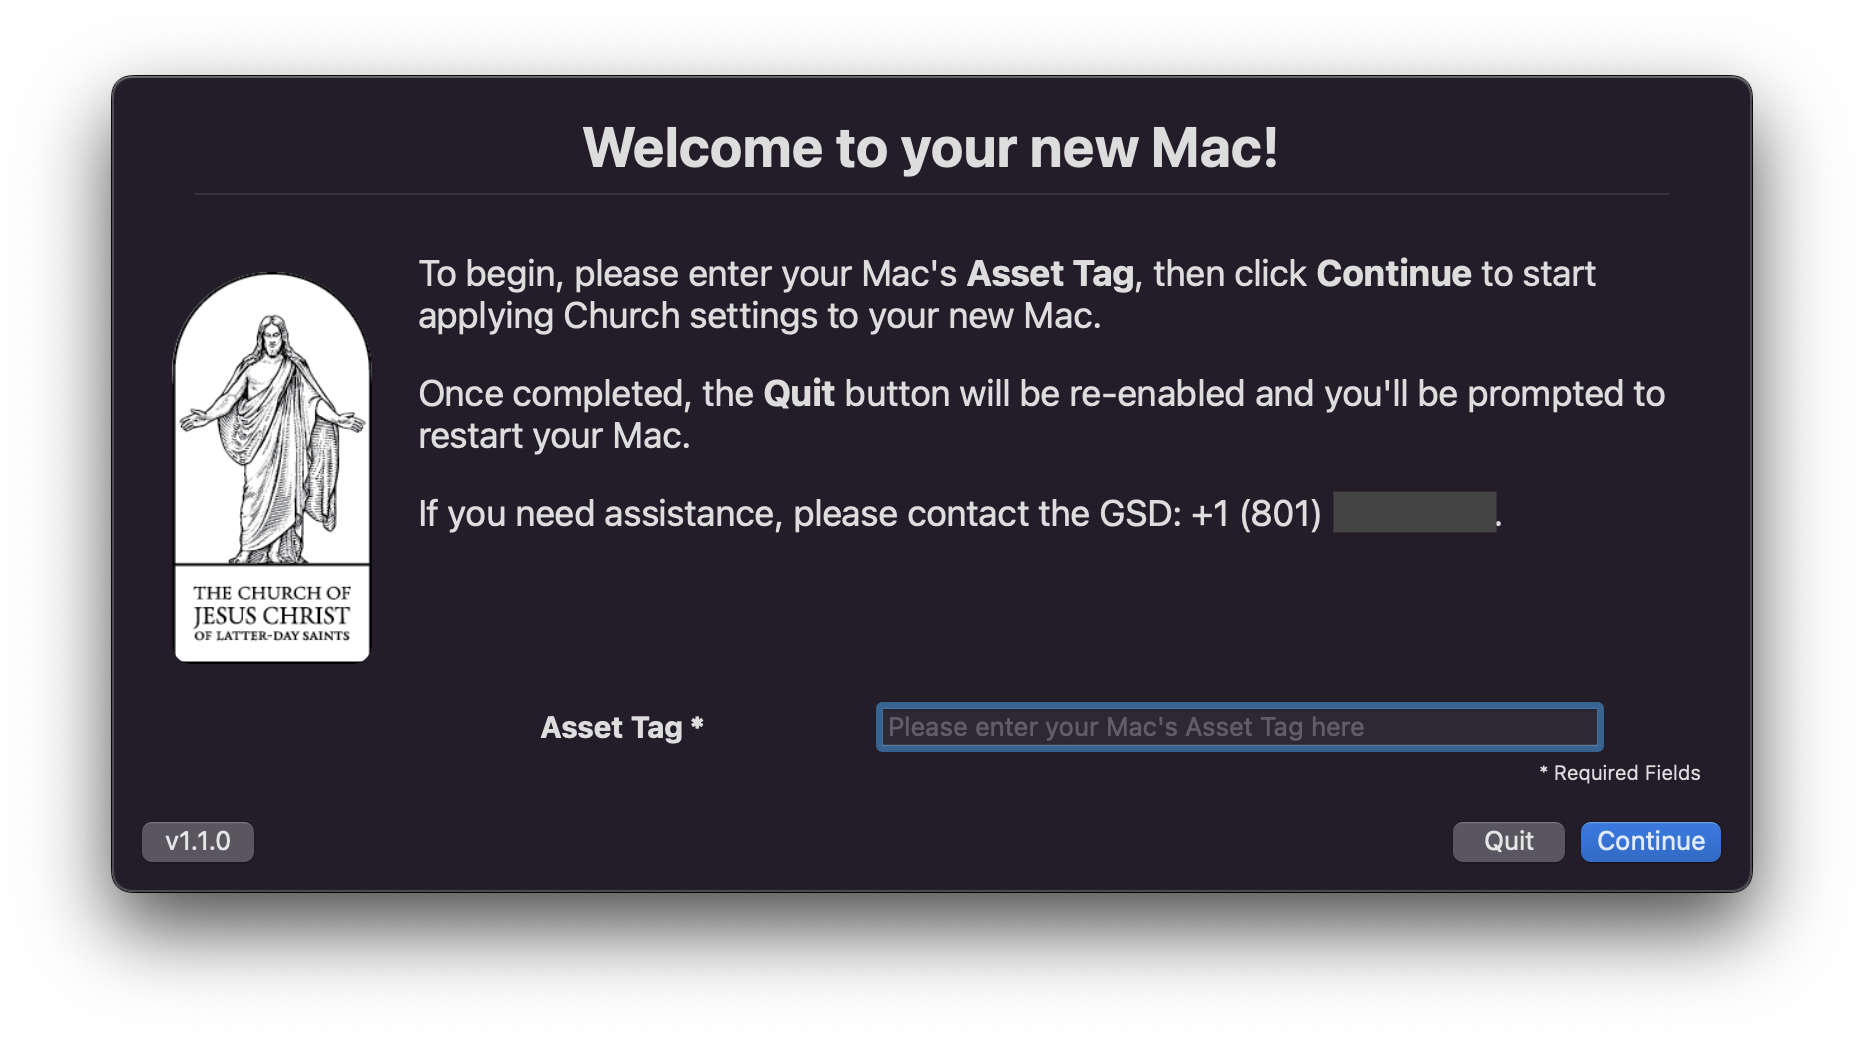 Welcome to your new Mac!
To begin, please enter your Mac's Asset Tag, then click Continue to start
applying Church settings to your new Mac.
Once completed, the Quit button will be re-enabled and you'll be prompted to
restart your Mac.
If you need assistance, please contact the GSD: +1 (801) .
THE CHURCH OF
JESUS CHRIST
OF LATTER-DAY SAINTS
Asset Tag * Please enter your Mac's Asset Tag here
* Required Fields
v1.1.0 Quit Continue